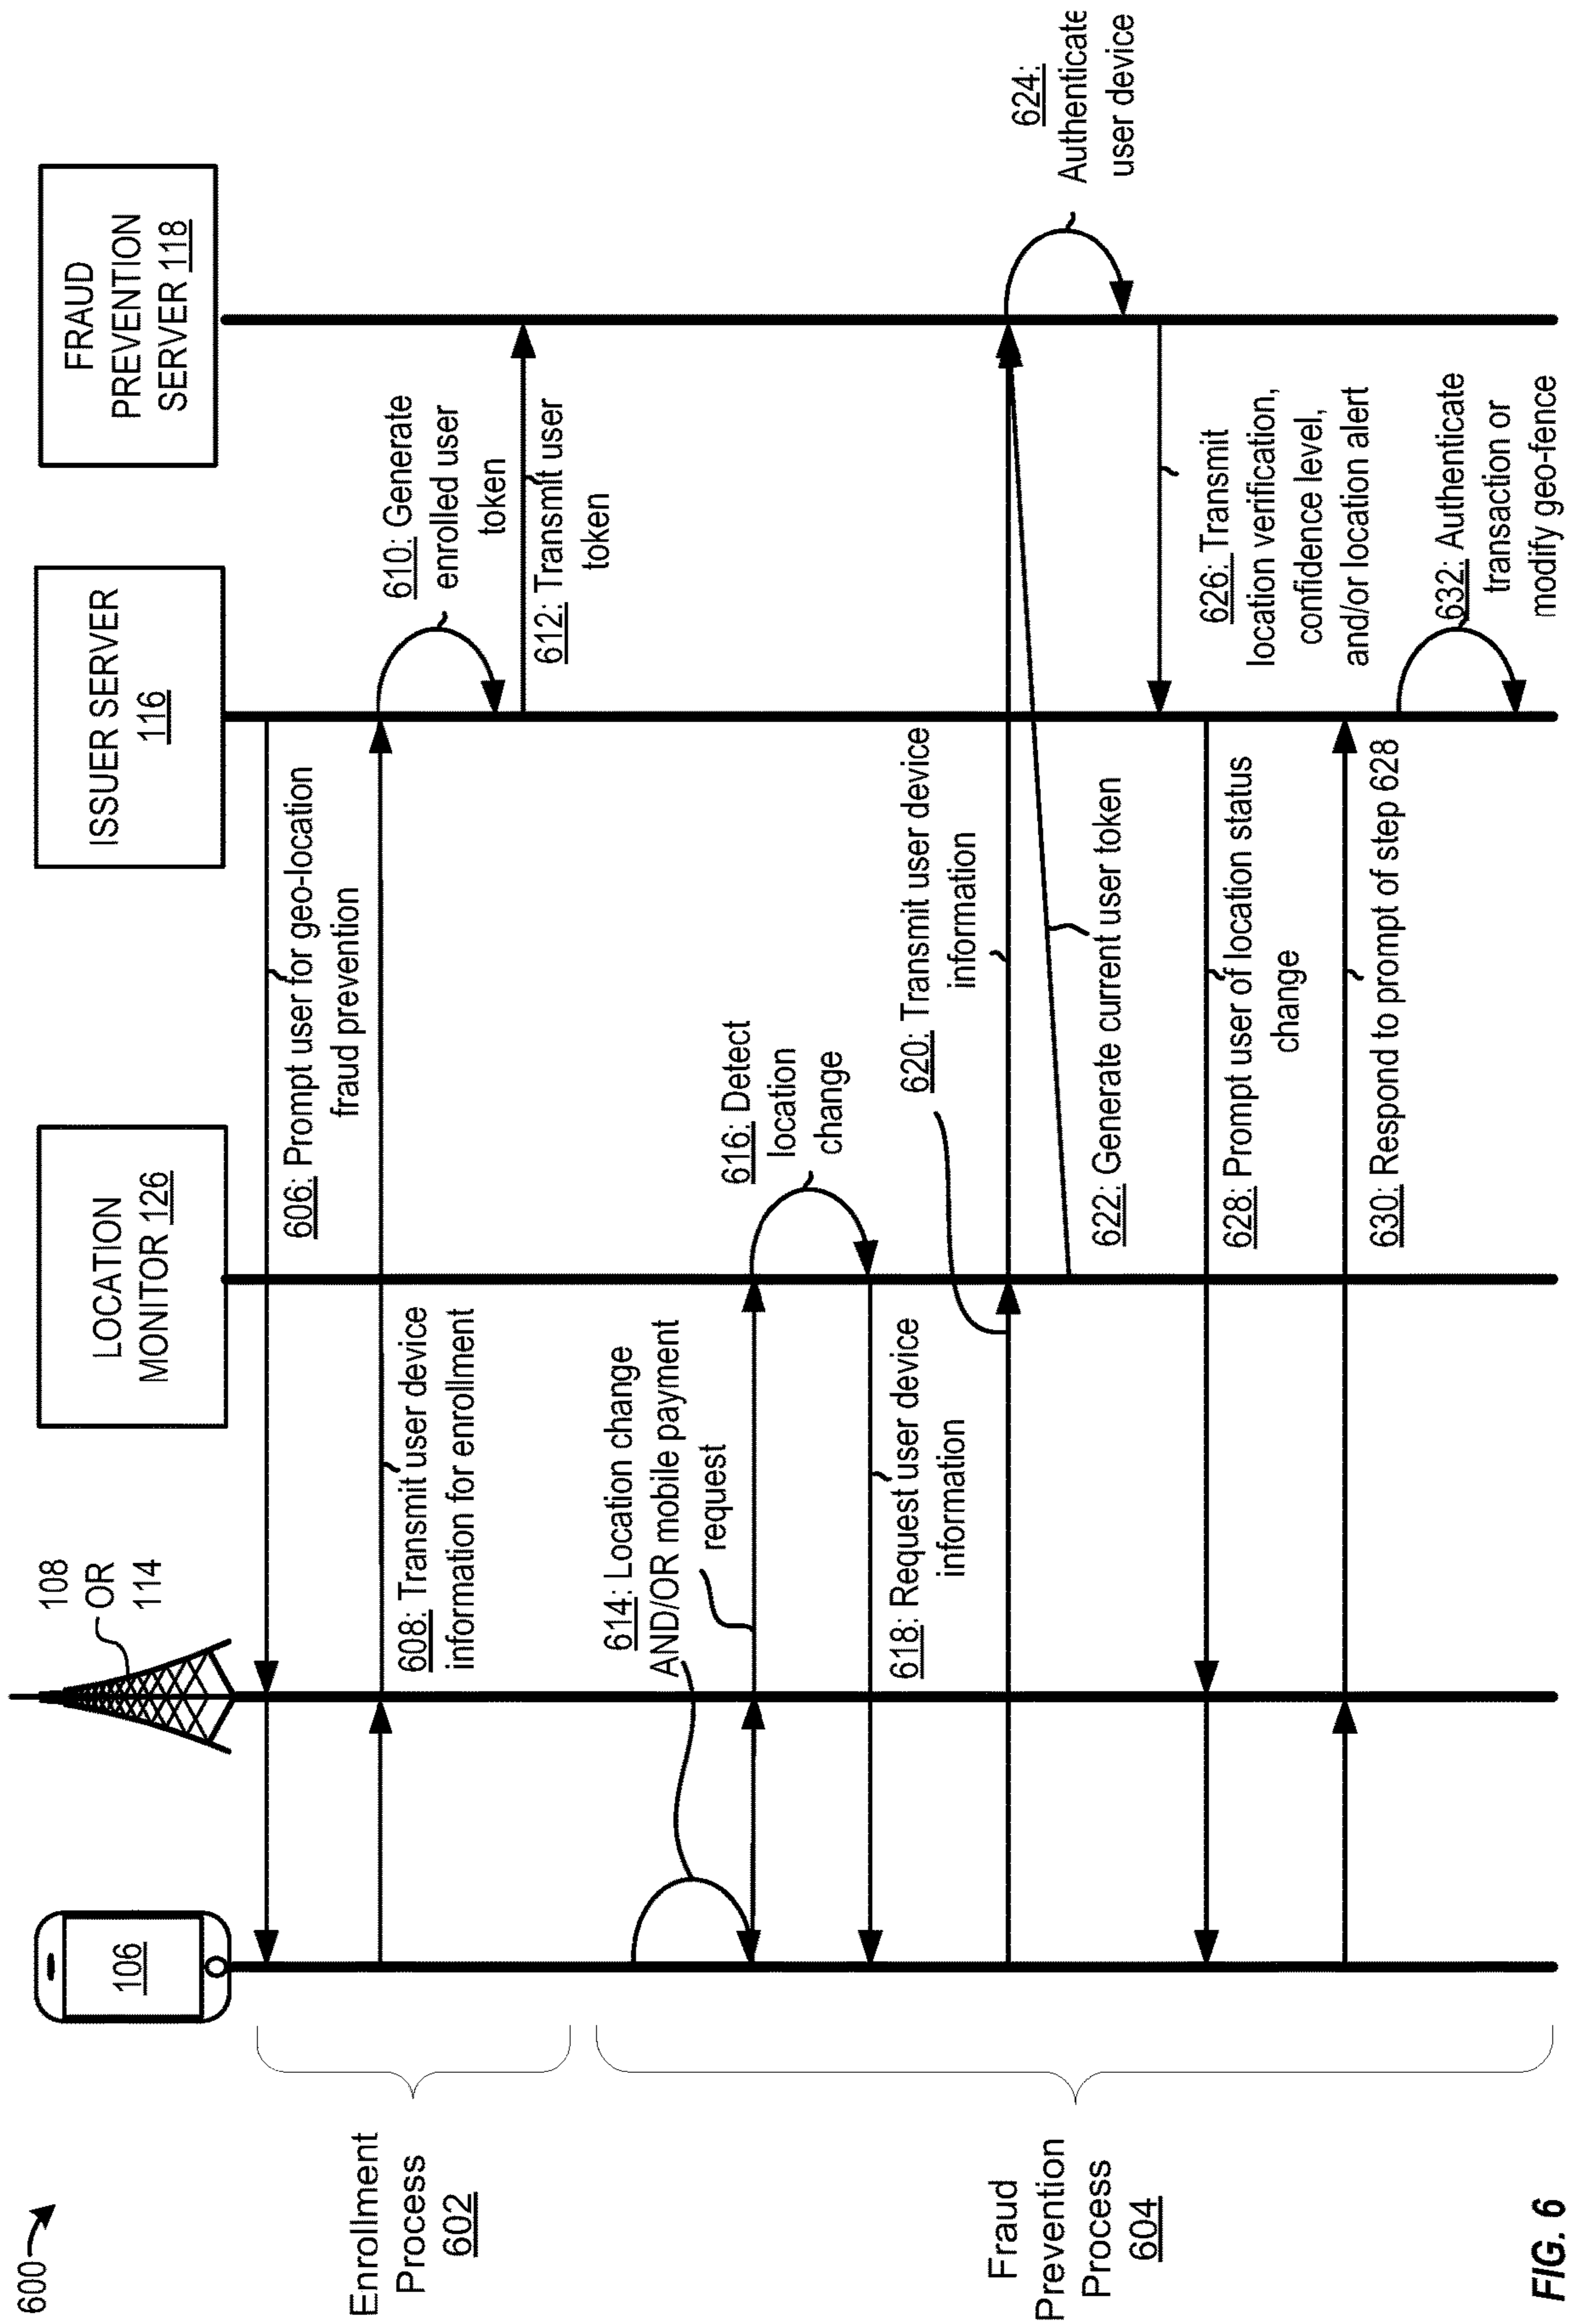 600
106
108
OR
114
LOCATION
MONITOR 126
ISSUER SERVER
116
FRAUD
PREVENTION
SERVER 118
Enrollment
Process
602
606: Prompt user for geo-location
fraud prevention
608: Transmit user device
information for enrollment
610: Generate
enrolled user
token
612: Transmit user
token
Fraud
Prevention
Process
604
614: Location change
AND/OR mobile payment
request
616: Detect
location
change
618: Request user device
information
620: Transmit user device
information
622: Generate current user token
624:
Authenticate
user device
626: Transmit
location verification,
confidence level,
and/or location alert
628: Prompt user of location status
change
630: Respond to prompt of step 628
632: Authenticate
transaction or
modify geo-fence
FIG. 6